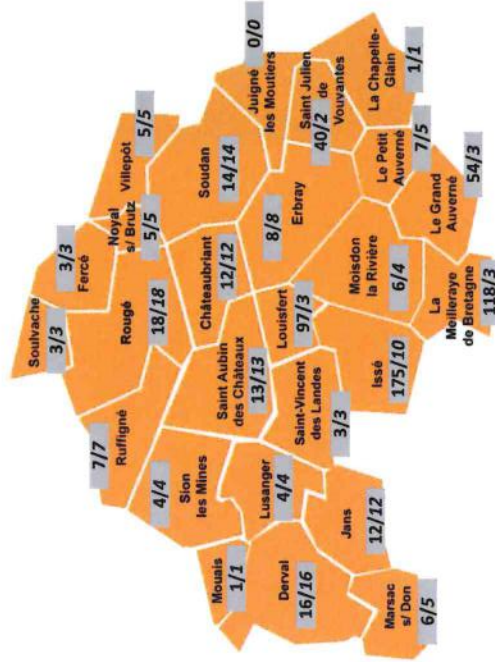 Soulvache
3/3
Fercé
3/3
Villepôt
5/5
Noyal
s/ Brutz
5/5
Rougé
18/18
Ruffigné
7/7
Soudan
14/14
Juigné
les Moutiers
0/0
Châteaubriant
12/12
Saint Aubin
des Châteaux
13/13
Sion
les Mines
4/4
Mouais
1/1
Erbray
8/8
Saint Julien
de
Vouvantes
40/2
La Chapelle-
Glain
1/1
Louisfert
97/3
Lusanger
4/4
Derval
16/16
Saint-Vincent
des Landes
3/3
Moisdon
la Rivière
6/4
Le Petit
Auverné
7/5
Le Grand
Auverné
54/3
Issé
175/10
Jans
12/12
Marsac
s/ Don
6/5
La
Meilleraye
de Bretagne
118/3